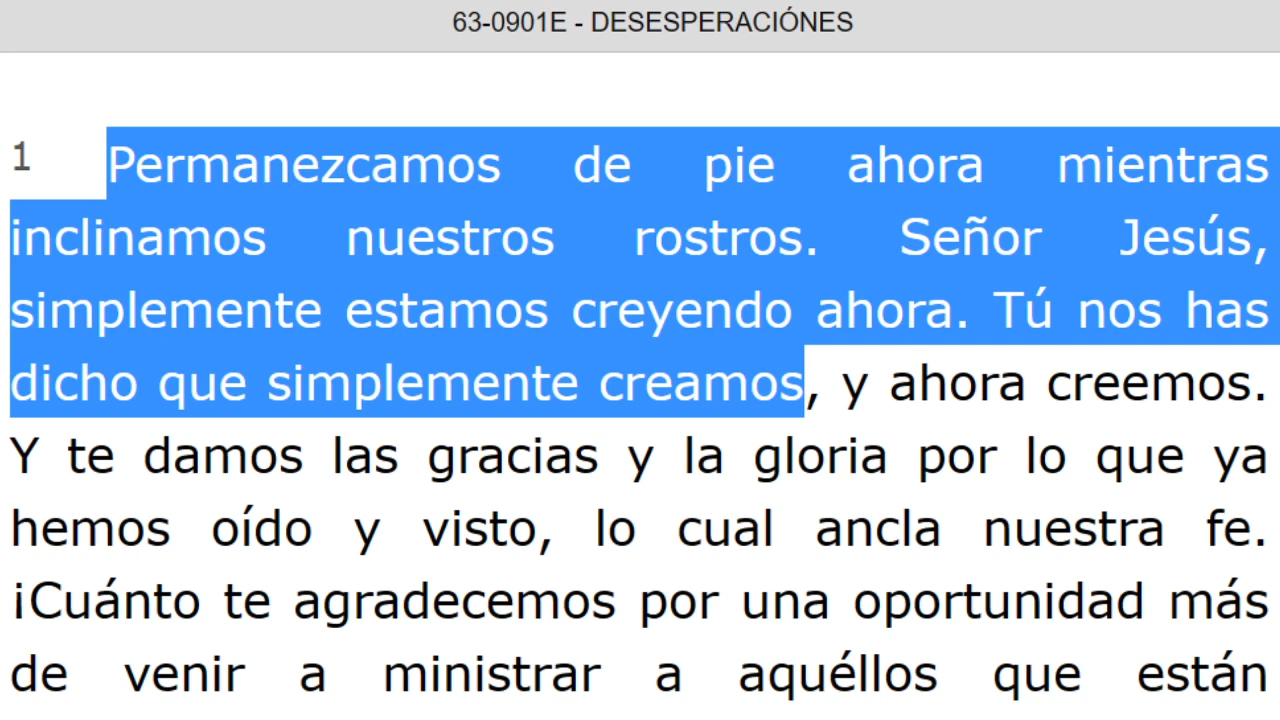 63-0901E - DESESPERACIÓNES
1 Permanezcamos de pie ahora mientras
inclinamos nuestros rostros. Señor Jesús,
simplemente estamos creyendo ahora. Tú nos has
dicho que simplemente creamos, y ahora creemos.
Y te damos las gracias y la gloria por lo que ya
hemos oído y visto, lo cual ancla nuestra fe.
¡Cuánto te agradecemos por una oportunidad más
de venir a ministrar a aquéllos que están